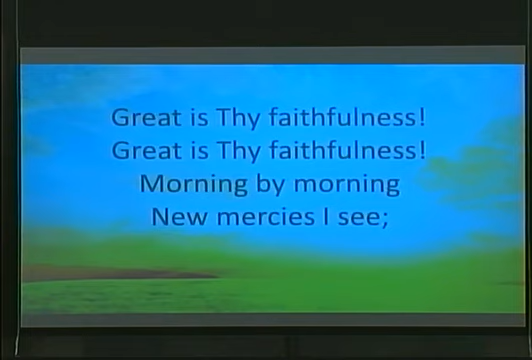 Great is Thy faithfulness!
Great is Thy faithfulness!
Morning by morning
New mercies I see;